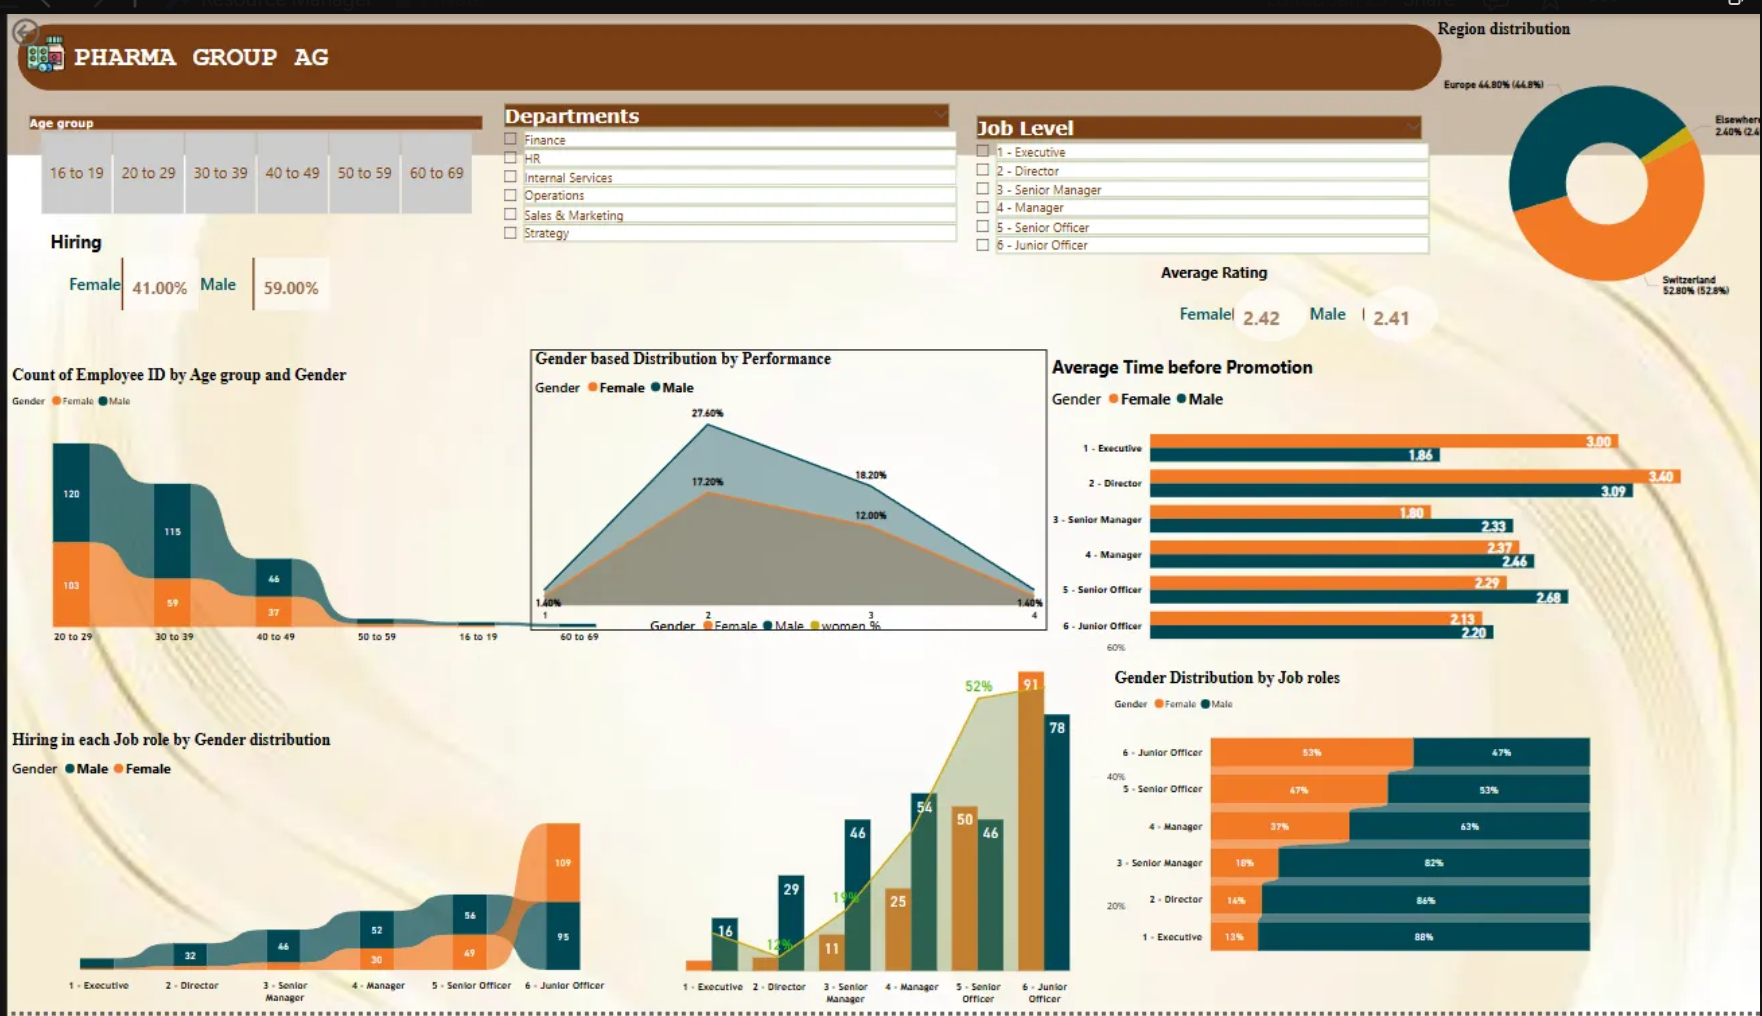 PHARMA GROUP AG
Region distribution
Europe 44.80% (44.8%)
2.40% (2.4
Switzerland
52.80% (52.8%)
Age group
16 to 19 20 to 29 30 to 39 40 to 49 50 to 59 60 to 69
Departments
Finance
HR
Internal Services
Operations
Sales & Marketing
Strategy
Job Level
1 - Executive
2 - Director
3 - Senior Manager
4 - Manager
5 - Senior Officer
6 - Junior Officer
Hiring
Female 41.00% Male 59.00%
Average Rating
Female 2.42 Male 2.41
Count of Employee ID by Age group and Gender
Gender Female Male
120
103
115
59
46
37
20 to 29 30 to 39 40 to 49 50 to 59 16 to 19 60 to 69
Gender based Distribution by Performance
Gender Female Male
27.60%
17.20%
18.20%
12.00%
1.40% 1.40%
1 2 3 4
Gender Female Male women %
Average Time before Promotion
Gender Female Male
1 - Executive 3.00
1.86
2 - Director 3.40
3.09
3 - Senior Manager 1.80
2.33
4 - Manager 2.37
2.46
5 - Senior Officer 2.29
2.68
6 - Junior Officer 2.13
2.20
60%
Hiring in each Job role by Gender distribution
Gender Male Female
32
46
52
30
56
49
109
95
1 - Executive 2 - Director 3 - Senior Manager 4 - Manager 5 - Senior Officer 6 - Junior Officer
52%
91
78
54
50
46
46
29
19%
25
16
12%
11
1 - Executive 2 - Director 3 - Senior Manager 4 - Manager 5 - Senior Officer 6 - Junior Officer
40%
20%
Gender Distribution by Job roles
Gender Female Male
6 - Junior Officer 53% 47%
5 - Senior Officer 47% 53%
4 - Manager 37% 63%
3 - Senior Manager 18% 82%
2 - Director 14% 86%
1 - Executive 13% 88%